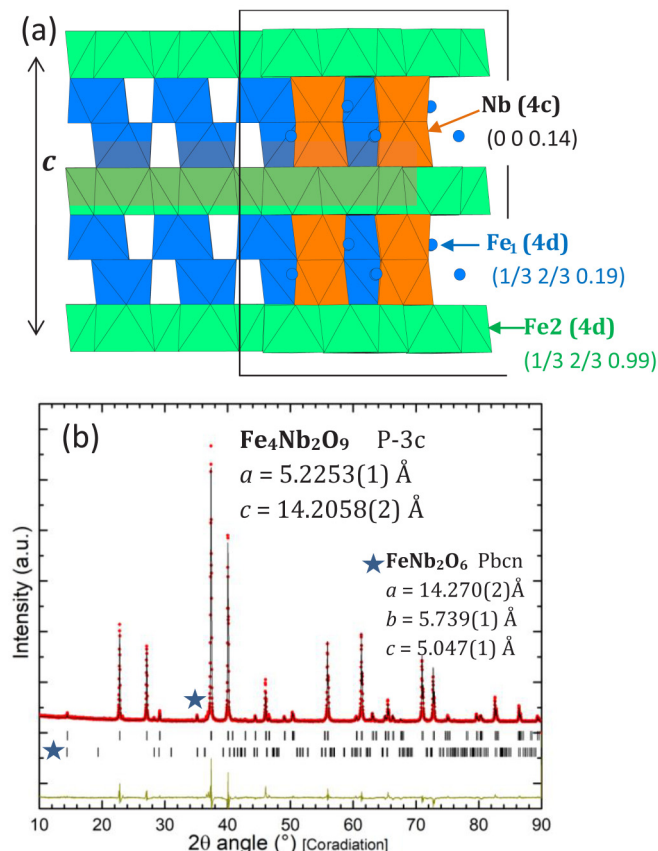 (a)
c
Nb (4c)
(0 0 0.14)
Fe₁ (4d)
(1/3 2/3 0.19)
Fe2 (4d)
(1/3 2/3 0.99)
(b)
Fe₄Nb₂O₉ P-3c
a = 5.2253(1) Å
c = 14.2058(2) Å
FeNb₂O₆ Pbcn
a = 14.270(2)Å
b = 5.739(1) Å
c = 5.047(1) Å
Intensity (a.u.)
10 20 30 40 50 60 70 80 90
2θ angle (°) [Coradiation]